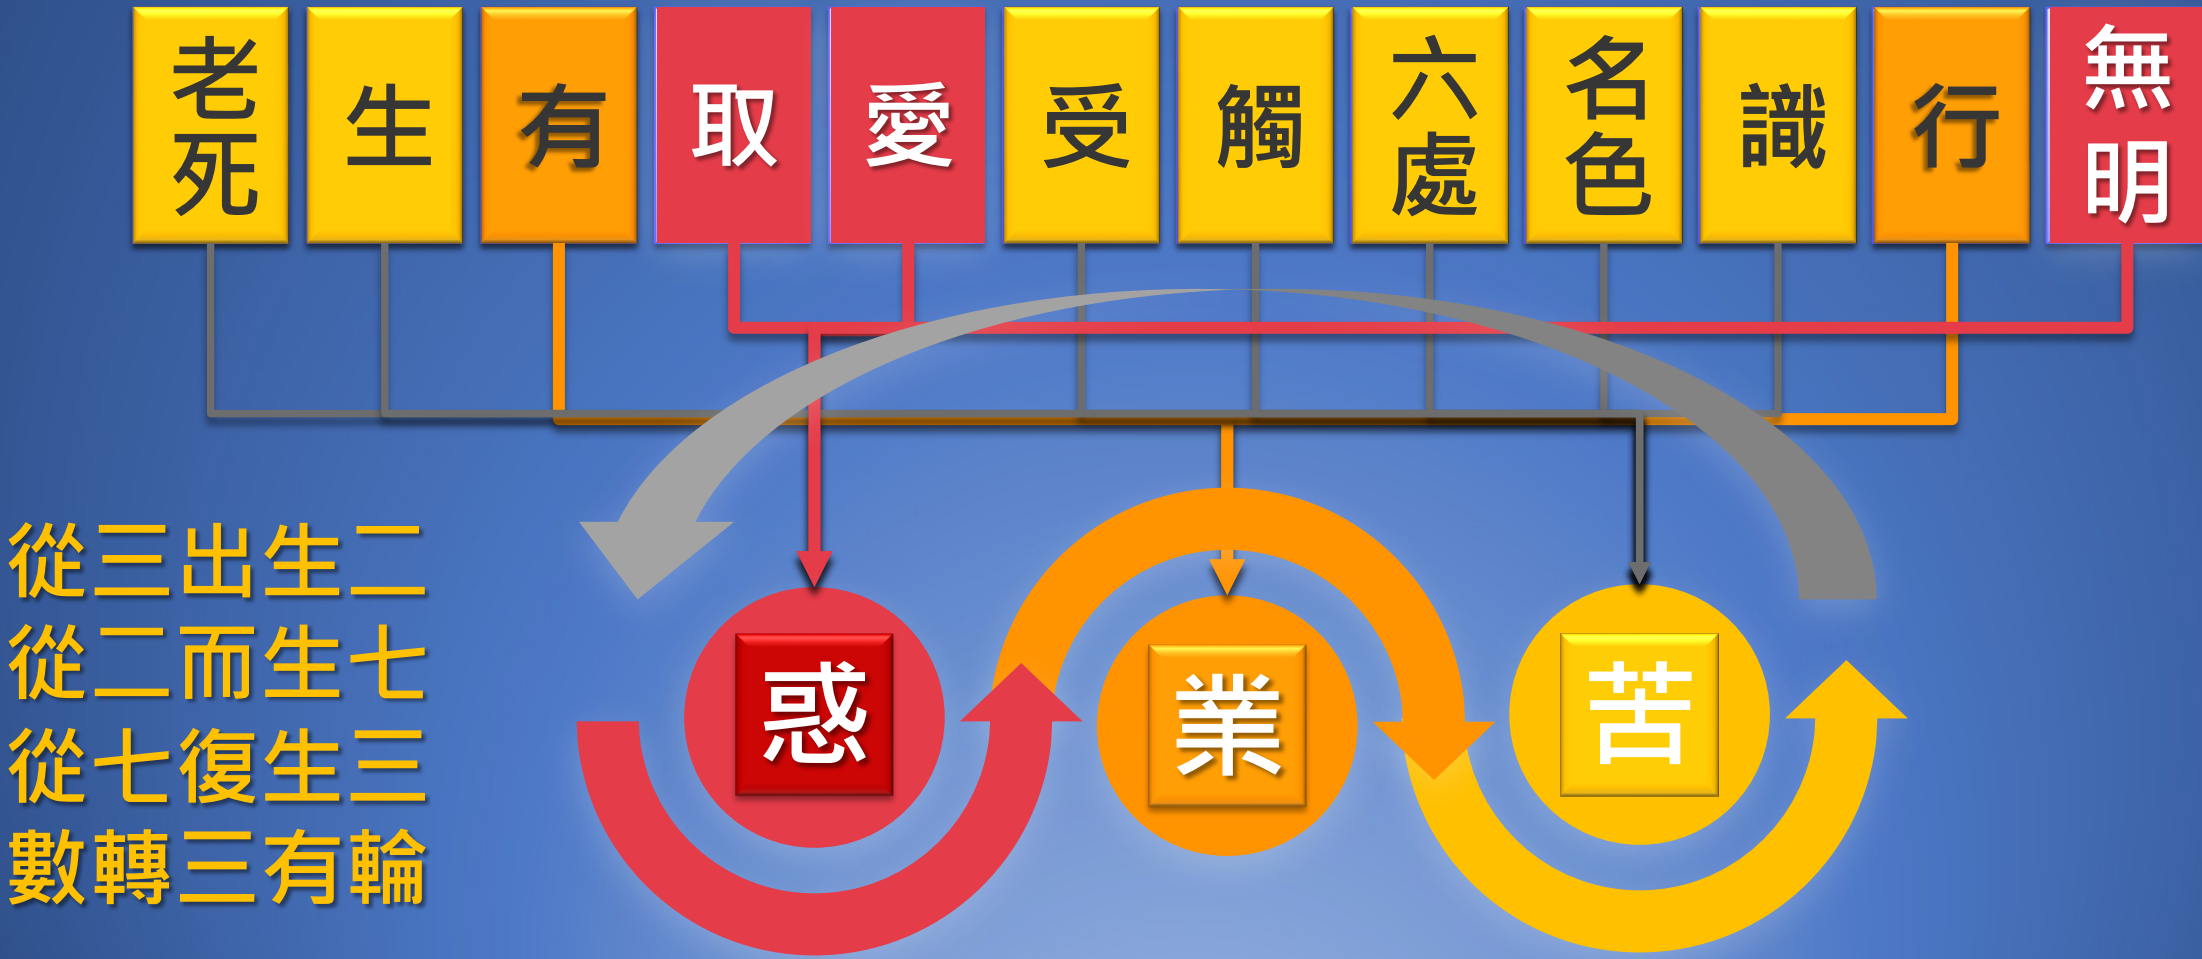 老死
生
有
取
愛
受
觸
六處
名色
識
行
無明
從三出生二
從二而生七
從七復生三
數轉三有輪
惑
業
苦